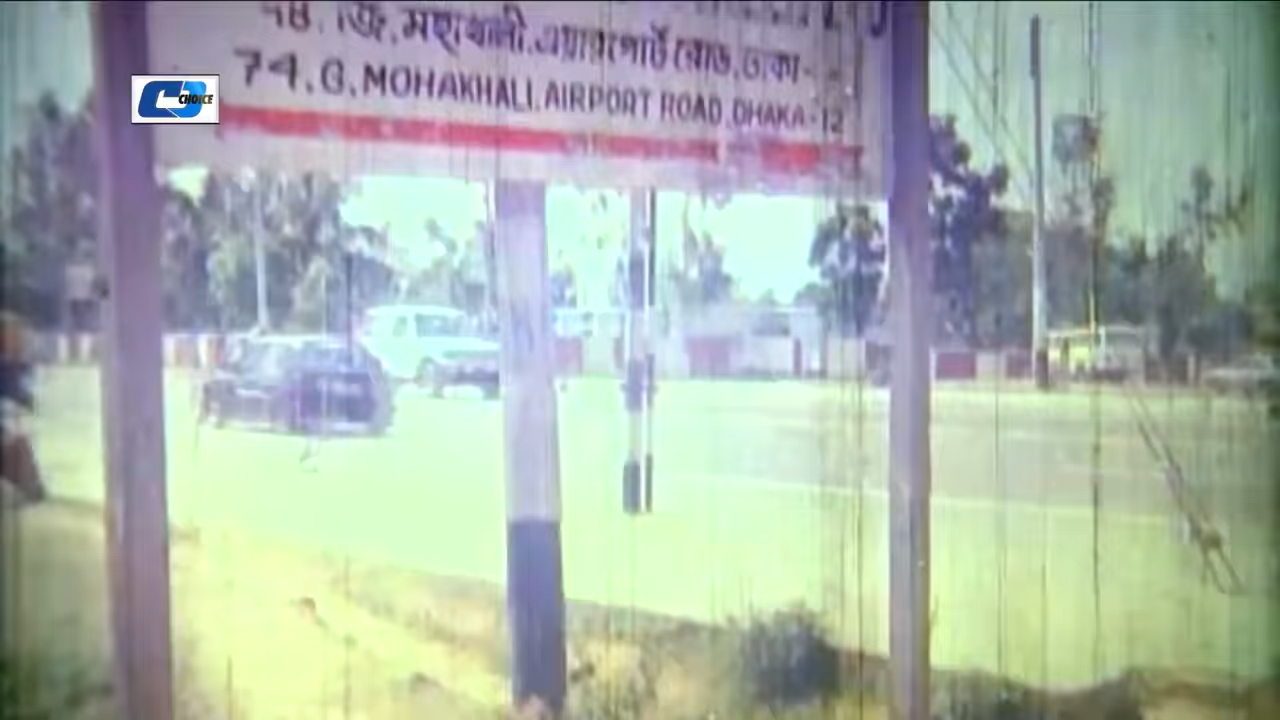 CHOICE
৭৪. জি, মহাখালী, এয়ারপোর্ট রোড, ঢাকা-
74. G, MOHAKHALI, AIRPORT ROAD, DHAKA-12